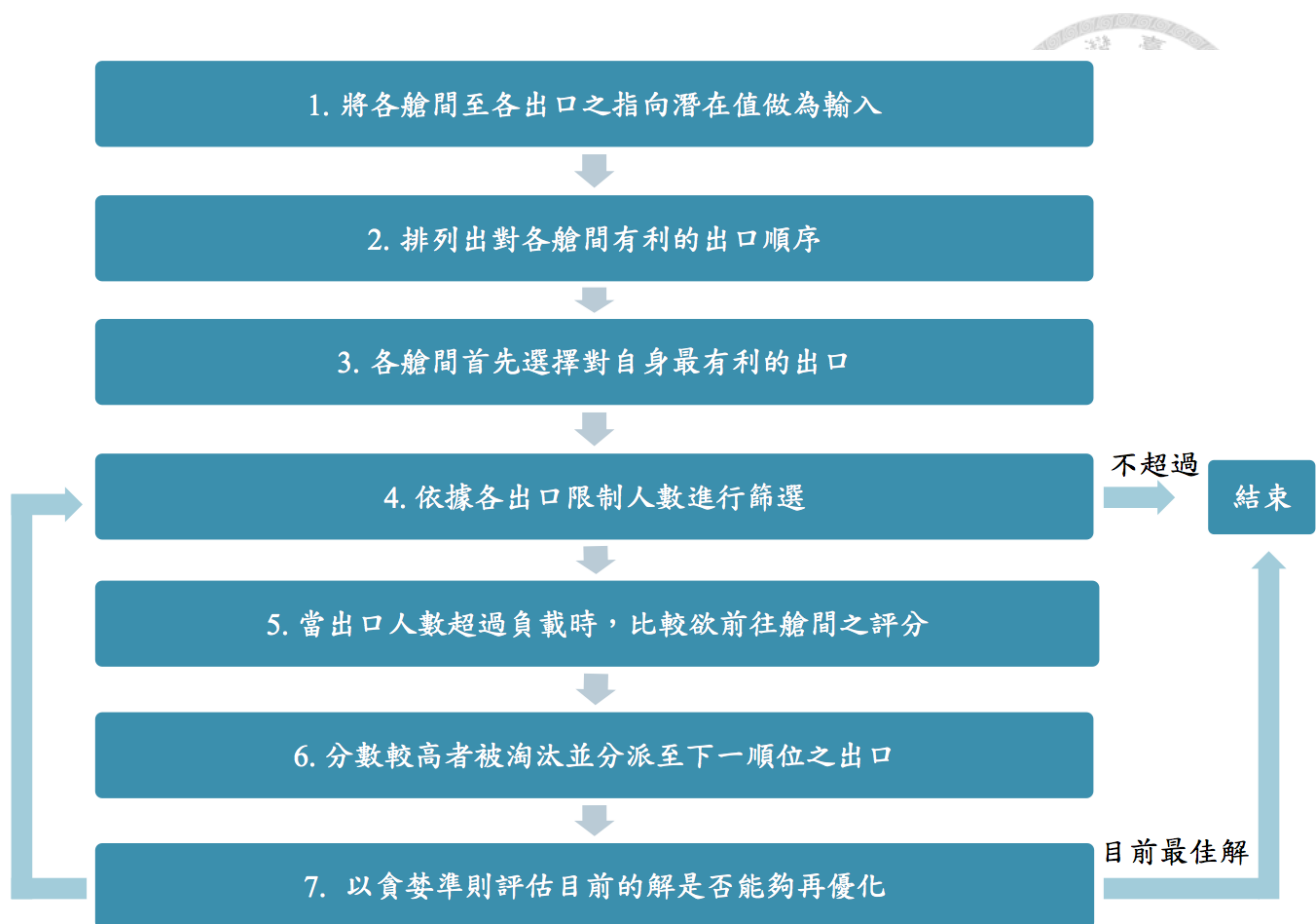 1. 將各艙間至各出口之指向潛在值做為輸入
2. 排列出對各艙間有利的出口順序
3. 各艙間首先選擇對自身最有利的出口
4. 依據各出口限制人數進行篩選
不超過
結束
5. 當出口人數超過負載時，比較欲前往艙間之評分
6. 分數較高者被淘汰並分派至下一順位之出口
7. 以貪婪準則評估目前的解是否能夠再優化
目前最佳解